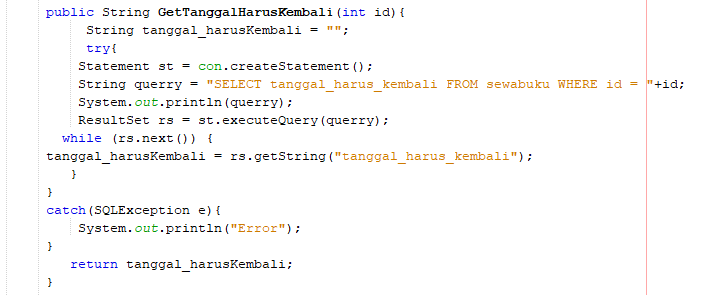 public String GetTanggalHarusKembali(int id){
String tanggal_harusKembali = "";
try{
Statement st = con.createStatement();
String querry = "SELECT tanggal_harus_kembali FROM sewabuku WHERE id = "+id;
System.out.println(querry);
ResultSet rs = st.executeQuery(querry);
while (rs.next()) {
tanggal_harusKembali = rs.getString("tanggal_harus_kembali");
}
}
catch(SQLException e){
System.out.println("Error");
}
return tanggal_harusKembali;
}